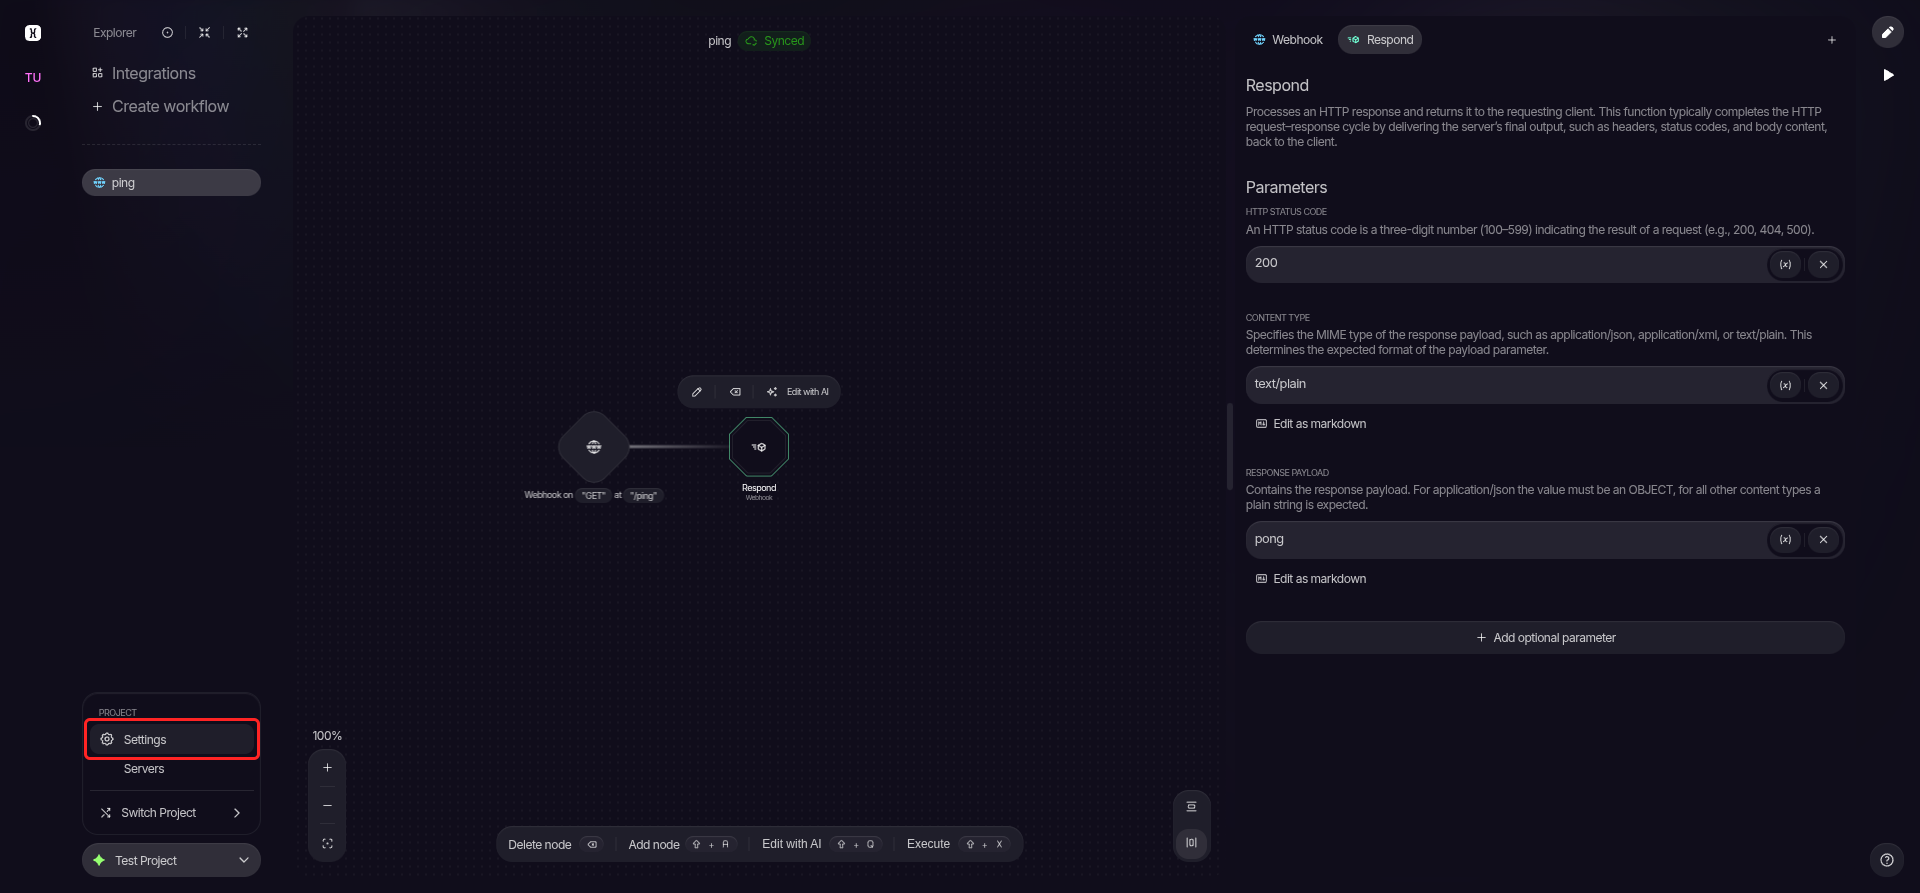 TU
Explorer
Integrations
Create workflow
ping
PROJECT
Settings
Servers
Switch Project
Test Project
ping Synced
Edit with AI
Webhook on "GET" at "/ping"
Respond
Webhook
100%
Delete node
Add node ⇧ + A
Edit with AI ⇧ + Q
Execute ⇧ + X
Webhook Respond
Respond
Processes an HTTP response and returns it to the requesting client. This function typically completes the HTTP
request–response cycle by delivering the server's final output, such as headers, status codes, and body content,
back to the client.
Parameters
HTTP STATUS CODE
An HTTP status code is a three-digit number (100–599) indicating the result of a request (e.g., 200, 404, 500).
200 (x)
CONTENT TYPE
Specifies the MIME type of the response payload, such as application/json, application/xml, or text/plain. This
determines the expected format of the payload parameter.
text/plain (x)
Edit as markdown
RESPONSE PAYLOAD
Contains the response payload. For application/json the value must be an OBJECT, for all other content types a
plain string is expected.
pong (x)
Edit as markdown
Add optional parameter